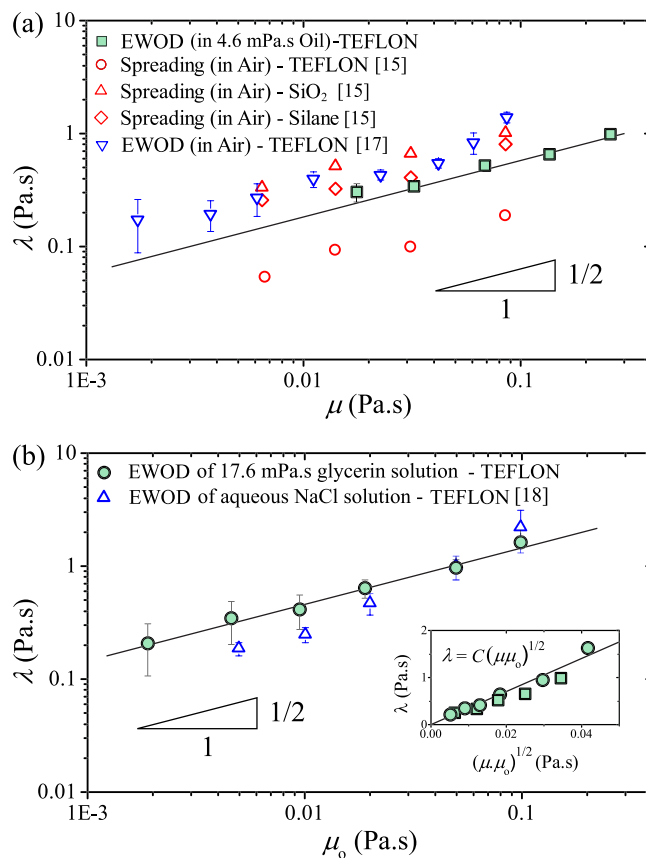 (a)
EWOD (in 4.6 mPa.s Oil)-TEFLON
Spreading (in Air) - TEFLON [15]
Spreading (in Air) - SiO₂ [15]
Spreading (in Air) - Silane [15]
EWOD (in Air) - TEFLON [17]
10
1
0.1
0.01
λ (Pa.s)
1/2
1
1E-3
0.01
0.1
μ (Pa.s)
(b)
EWOD of 17.6 mPa.s glycerin solution - TEFLON
EWOD of aqueous NaCl solution - TEFLON [18]
10
1
0.1
0.01
λ (Pa.s)
1/2
1
λ = C(μμₒ)^1/2
2
1
0
λ (Pa.s)
0.00
0.02
0.04
(μ.μₒ)^1/2 (Pa.s)
1E-3
0.01
0.1
μₒ (Pa.s)